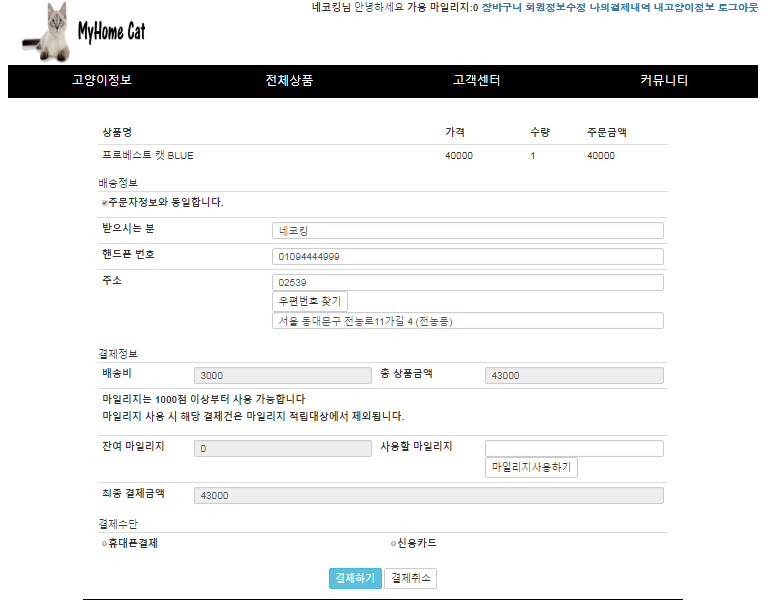 네코킹님 안녕하세요 가용 마일리지:0 장바구니 회원정보수정 나의결제내역 내고양이정보 로그아웃
MyHome Cat
고양이정보 전체상품 고객센터 커뮤니티
상품명 가격 수량 주문금액
프로베스트 캣 BLUE 40000 1 40000
배송정보
주문자정보와 동일합니다.
받으시는 분 네코킹
핸드폰 번호 01094444999
주소 02539
우편번호 찾기
서울 동대문구 전농로11가길 4 (전농동)
결제정보
배송비 3000 총 상품금액 43000
마일리지는 1000점 이상부터 사용 가능합니다
마일리지 사용 시 해당 결제건은 마일리지 적립대상에서 제외됩니다.
잔여 마일리지 0 사용할 마일리지
마일리지사용하기
최종 결제금액 43000
결제수단
휴대폰결제 신용카드
결제하기 결제취소